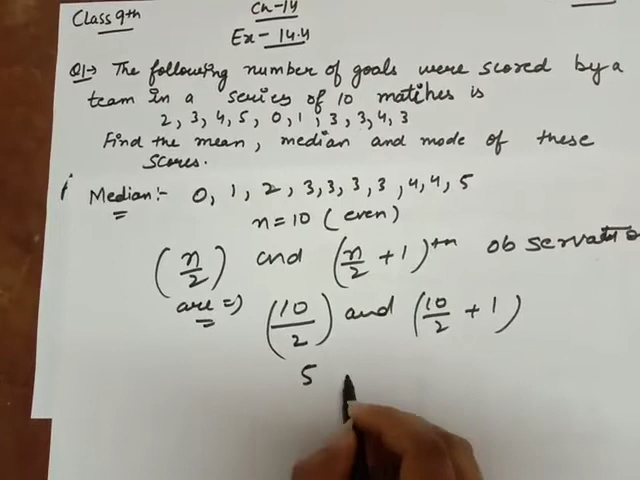 Class 9th
Ch-14
Ex-14.4
Q1→ The following number of goals were scored by a
team in a series of 10 matches is
2, 3, 4, 5, 0, 1, 3, 3, 4, 3
Find the mean, median and mode of these
scores.
Median:- 0, 1, 2, 3, 3, 3, 3, 4, 4, 5
n=10 (even)
(n/2) and (n/2 + 1)th observation
are => (10/2) and (10/2 + 1)
5